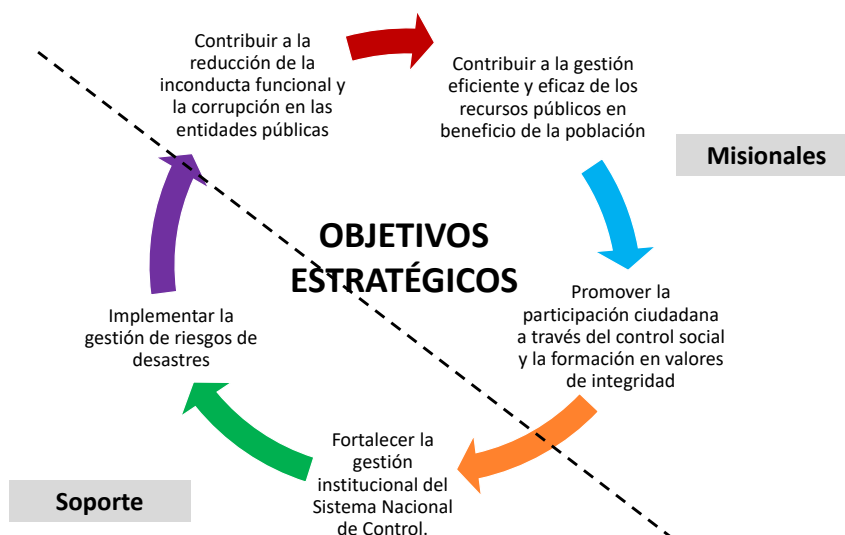 Contribuir a la
reducción de la
inconducta funcional y
la corrupción en las
entidades públicas
Contribuir a la gestión
eficiente y eficaz de los
recursos públicos en
beneficio de la población
Misionales
OBJETIVOS
ESTRATÉGICOS
Promover la
participación ciudadana
a través del control social
y la formación en valores
de integridad
Implementar la
gestión de riesgos de
desastres
Fortalecer la
gestión
institucional del
Sistema Nacional
de Control.
Soporte